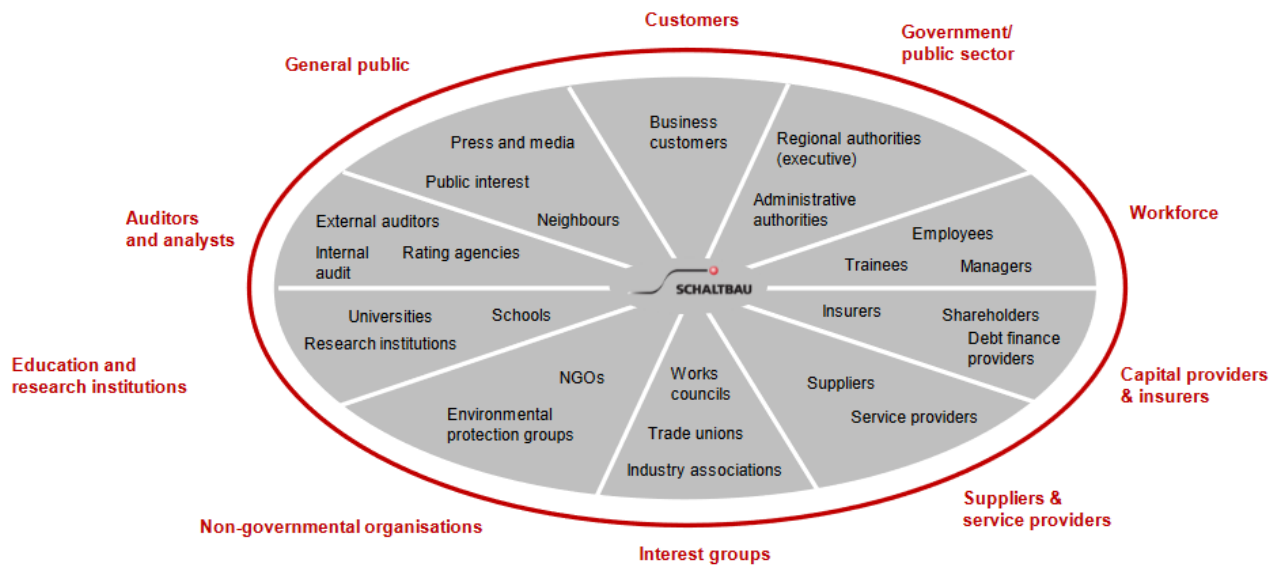 Customers
Government/
public sector
General public
Business
customers
Regional authorities
(executive)
Press and media
Public interest
Administrative
authorities
Neighbours
Auditors
and analysts
External auditors
Internal
audit
Rating agencies
Workforce
Employees
Trainees
Managers
SCHALTBAU
Universities
Schools
Research institutions
Insurers
Shareholders
Debt finance
providers
Education and
research institutions
NGOs
Environmental
protection groups
Works
councils
Trade unions
Industry associations
Suppliers
Service providers
Capital providers
& insurers
Non-governmental organisations
Interest groups
Suppliers &
service providers